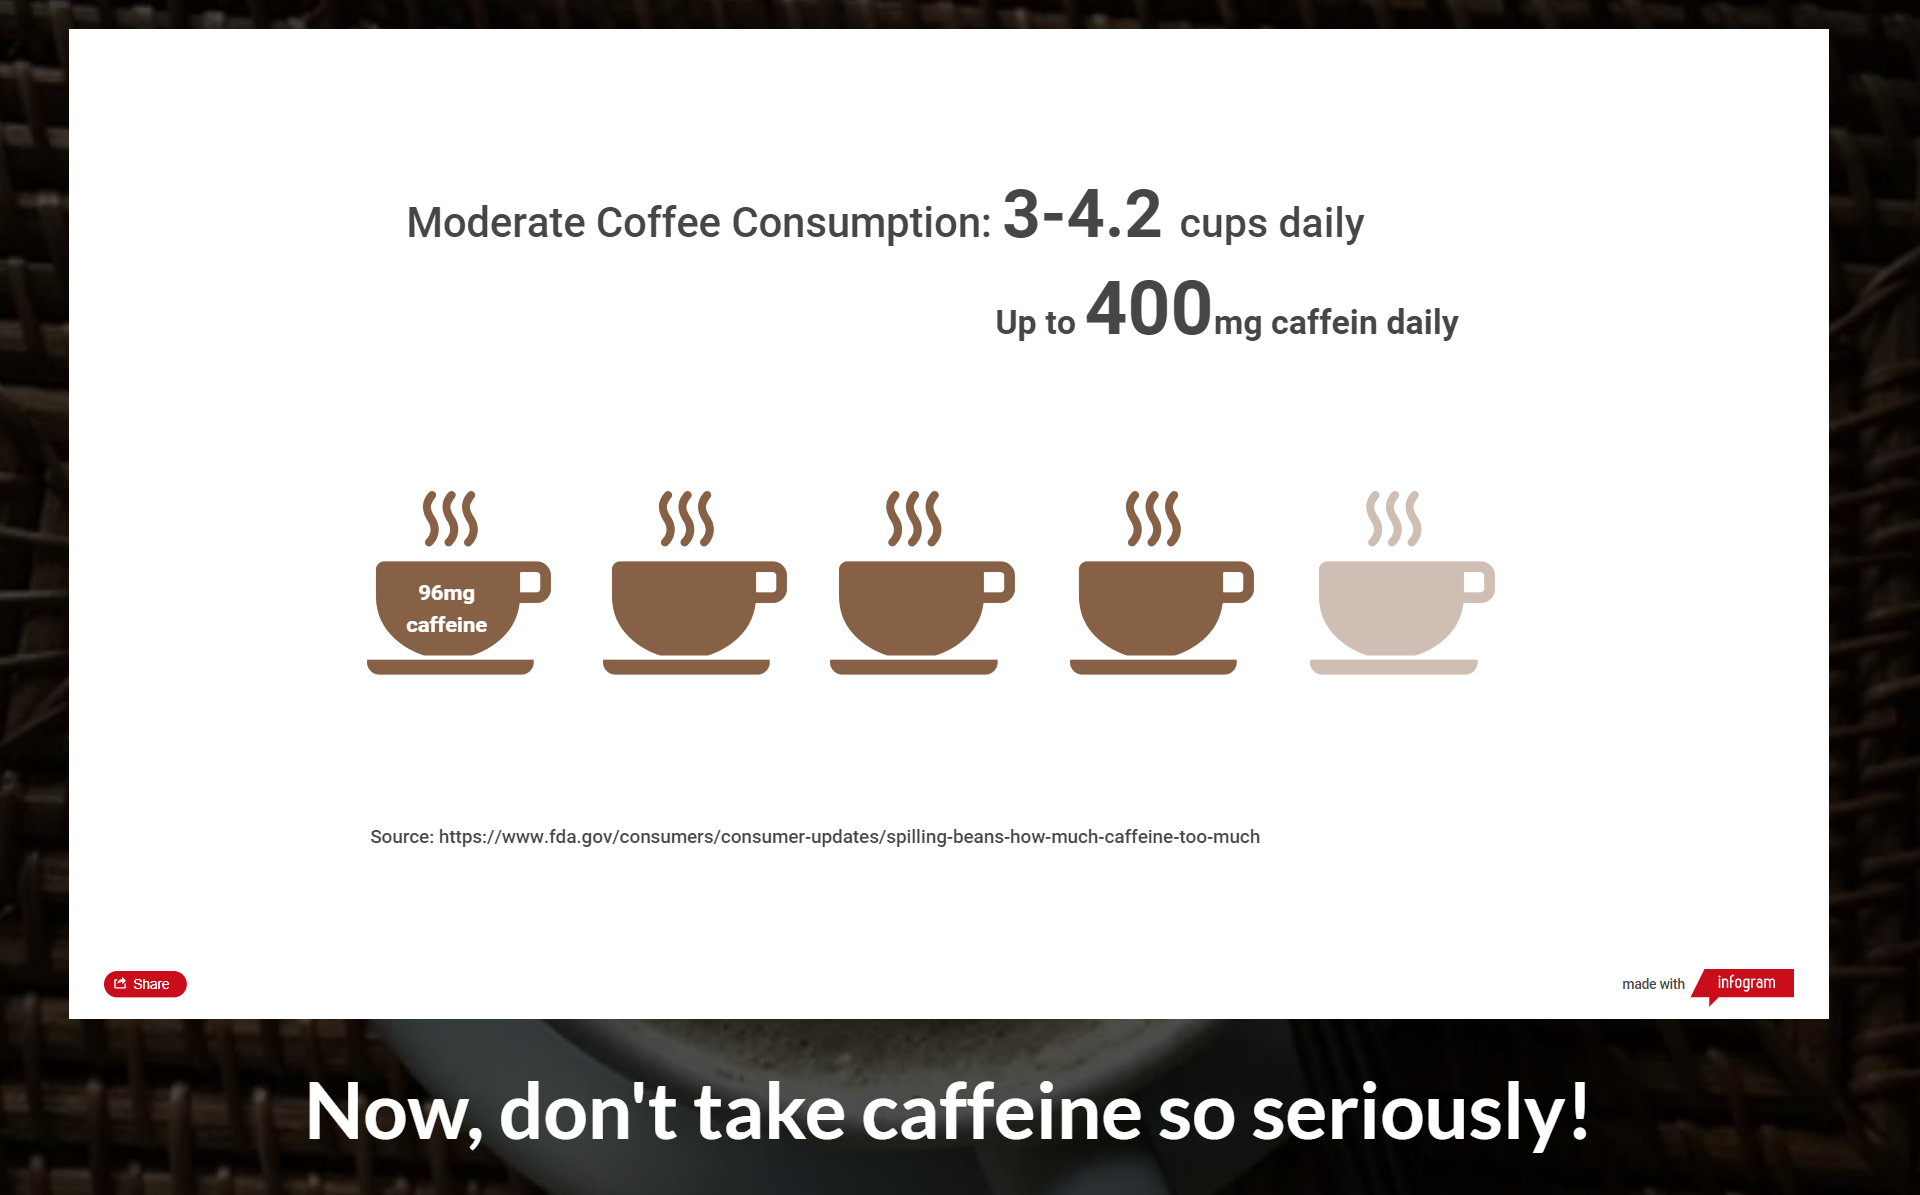 Moderate Coffee Consumption: 3-4.2 cups daily
Up to 400mg caffein daily
96mg
caffeine
Source: https://www.fda.gov/consumers/consumer-updates/spilling-beans-how-much-caffeine-too-much
Share
made with infogram
Now, don't take caffeine so seriously!